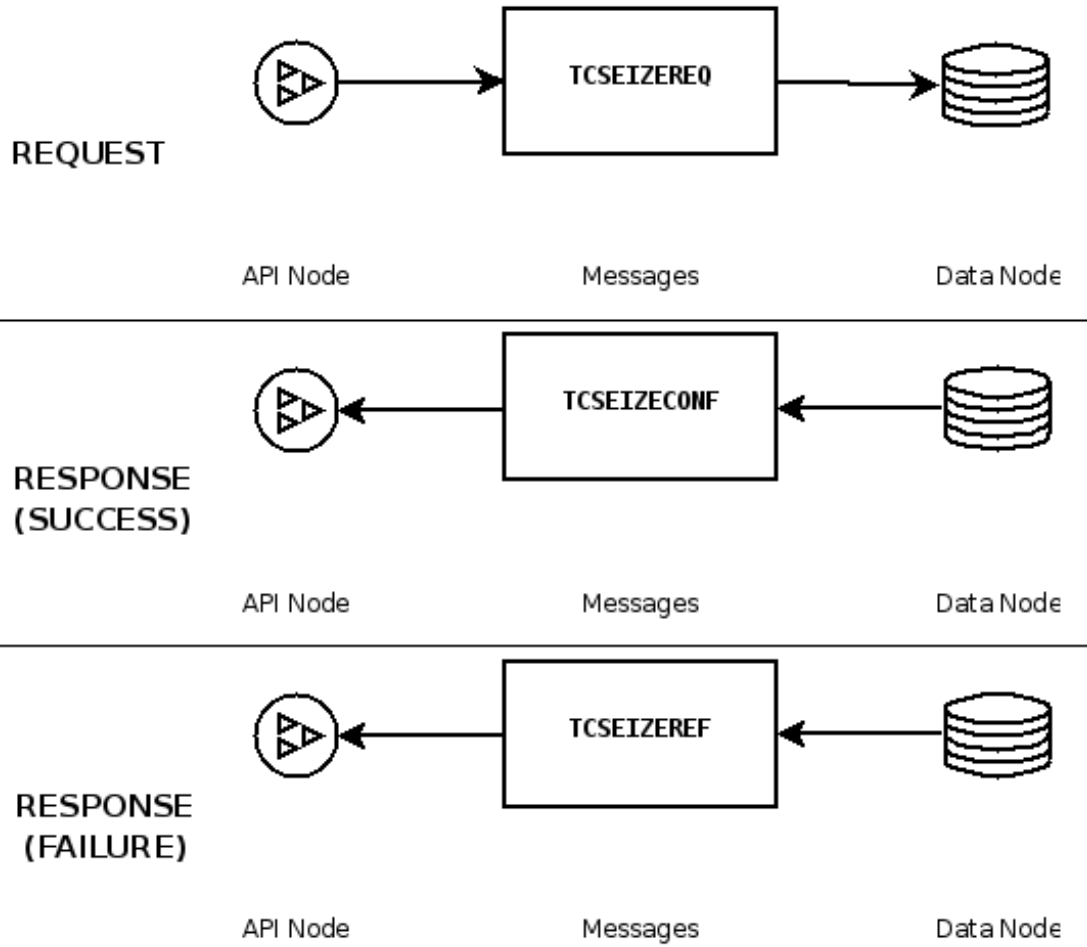 TCSEIZEREQ
REQUEST
API Node
Messages
Data Node
TCSEIZECONF
RESPONSE
(SUCCESS)
API Node
Messages
Data Node
TCSEIZEREF
RESPONSE
(FAILURE)
API Node
Messages
Data Node